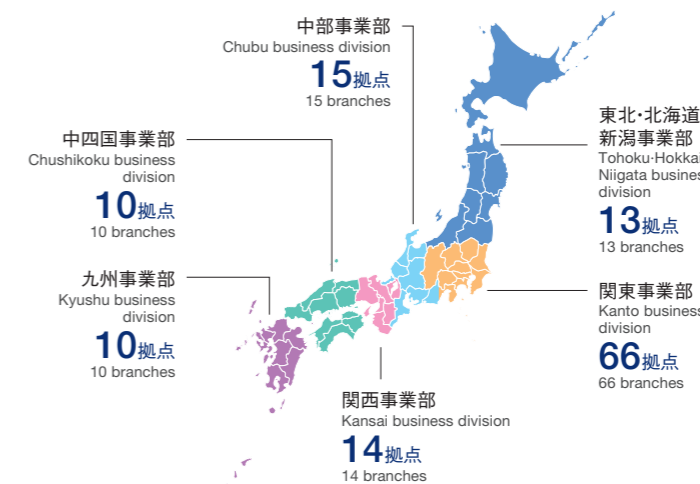 中部事業部
Chubu business division
15拠点
15 branches
中四国事業部
Chushikoku business
division
10拠点
10 branches
九州事業部
Kyushu business
division
10拠点
10 branches
東北・北海道
新潟事業部
Tohoku·Hokkai
Niigata busines
division
13拠点
13 branches
関東事業部
Kanto business
division
66拠点
66 branches
関西事業部
Kansai business division
14拠点
14 branches